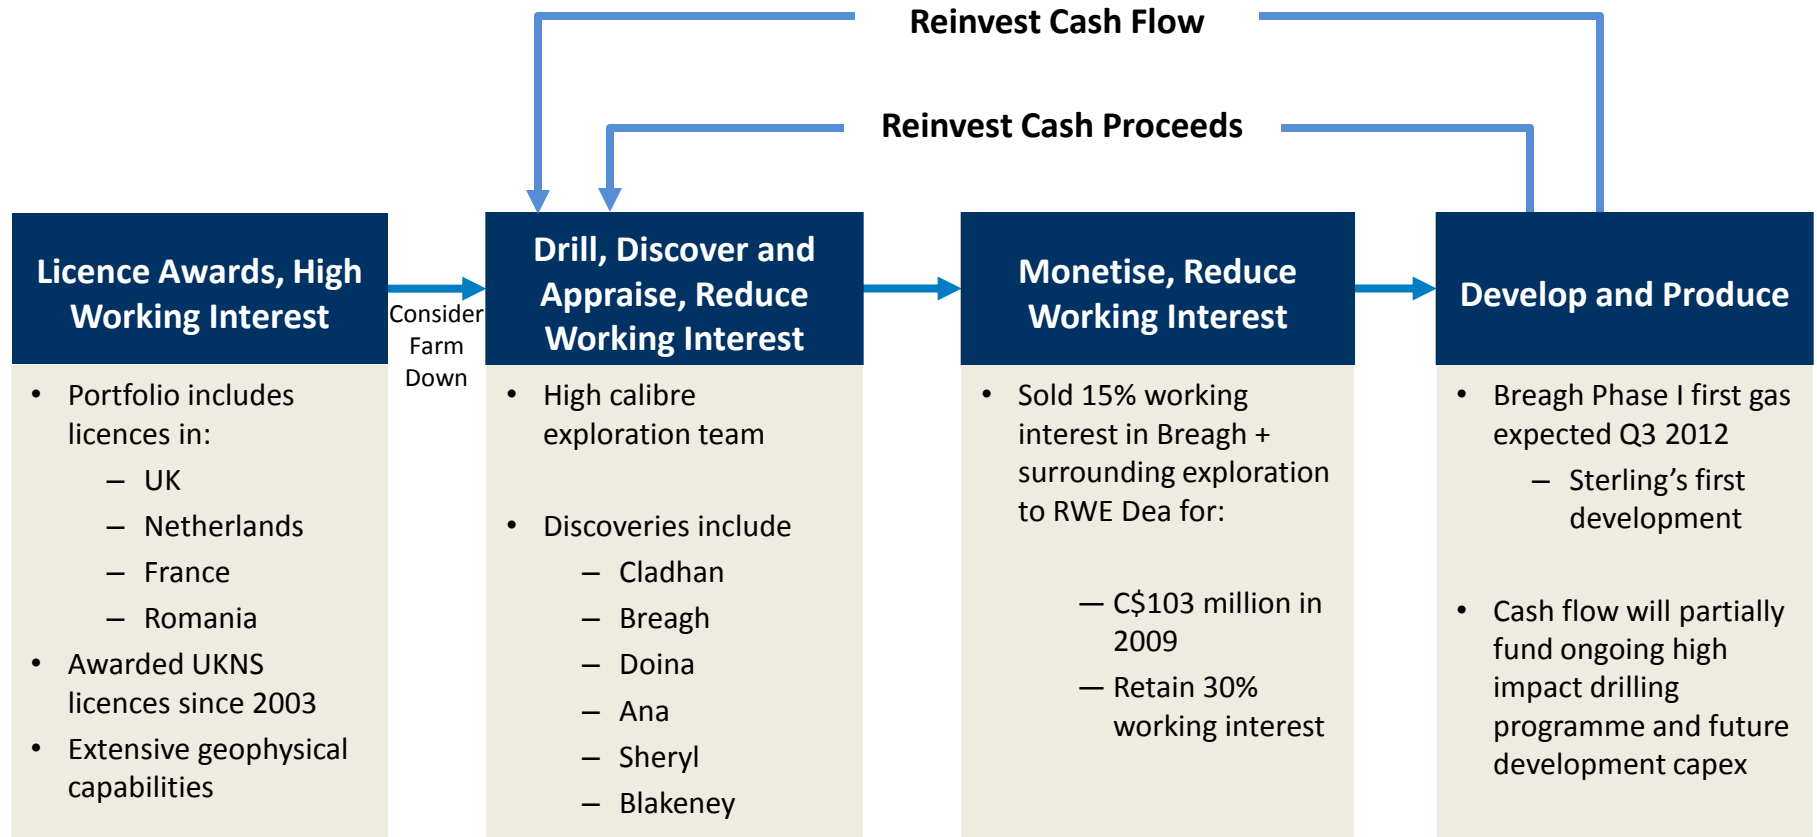 Reinvest Cash Flow
Reinvest Cash Proceeds
Licence Awards, High
Working Interest
Consider
Farm
Down
Drill, Discover and
Appraise, Reduce
Working Interest
Monetise, Reduce
Working Interest
Develop and Produce
• Portfolio includes
licences in:
– UK
– Netherlands
– France
– Romania
• Awarded UKNS
licences since 2003
• Extensive geophysical
capabilities
• High calibre
exploration team
• Discoveries include
– Cladhan
– Breagh
– Doina
– Ana
– Sheryl
– Blakeney
• Sold 15% working
interest in Breagh +
surrounding exploration
to RWE Dea for:
— C$103 million in
2009
— Retain 30%
working interest
• Breagh Phase I first gas
expected Q3 2012
– Sterling’s first
development
• Cash flow will partially
fund ongoing high
impact drilling
programme and future
development capex